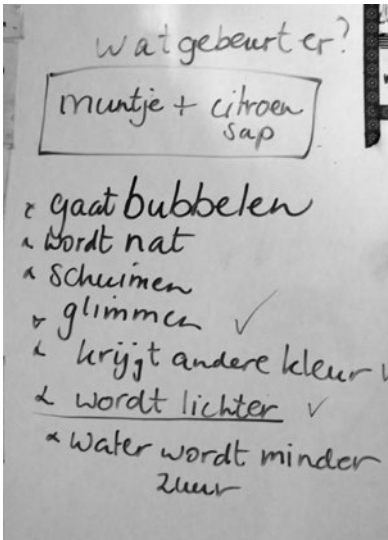 wat gebeurt er?
muntje + citroen
sap
gaat bubbelen
wordt nat
schuimen
glimmen ✓
krijgt andere kleur ✓
wordt lichter ✓
water wordt minder
zuur